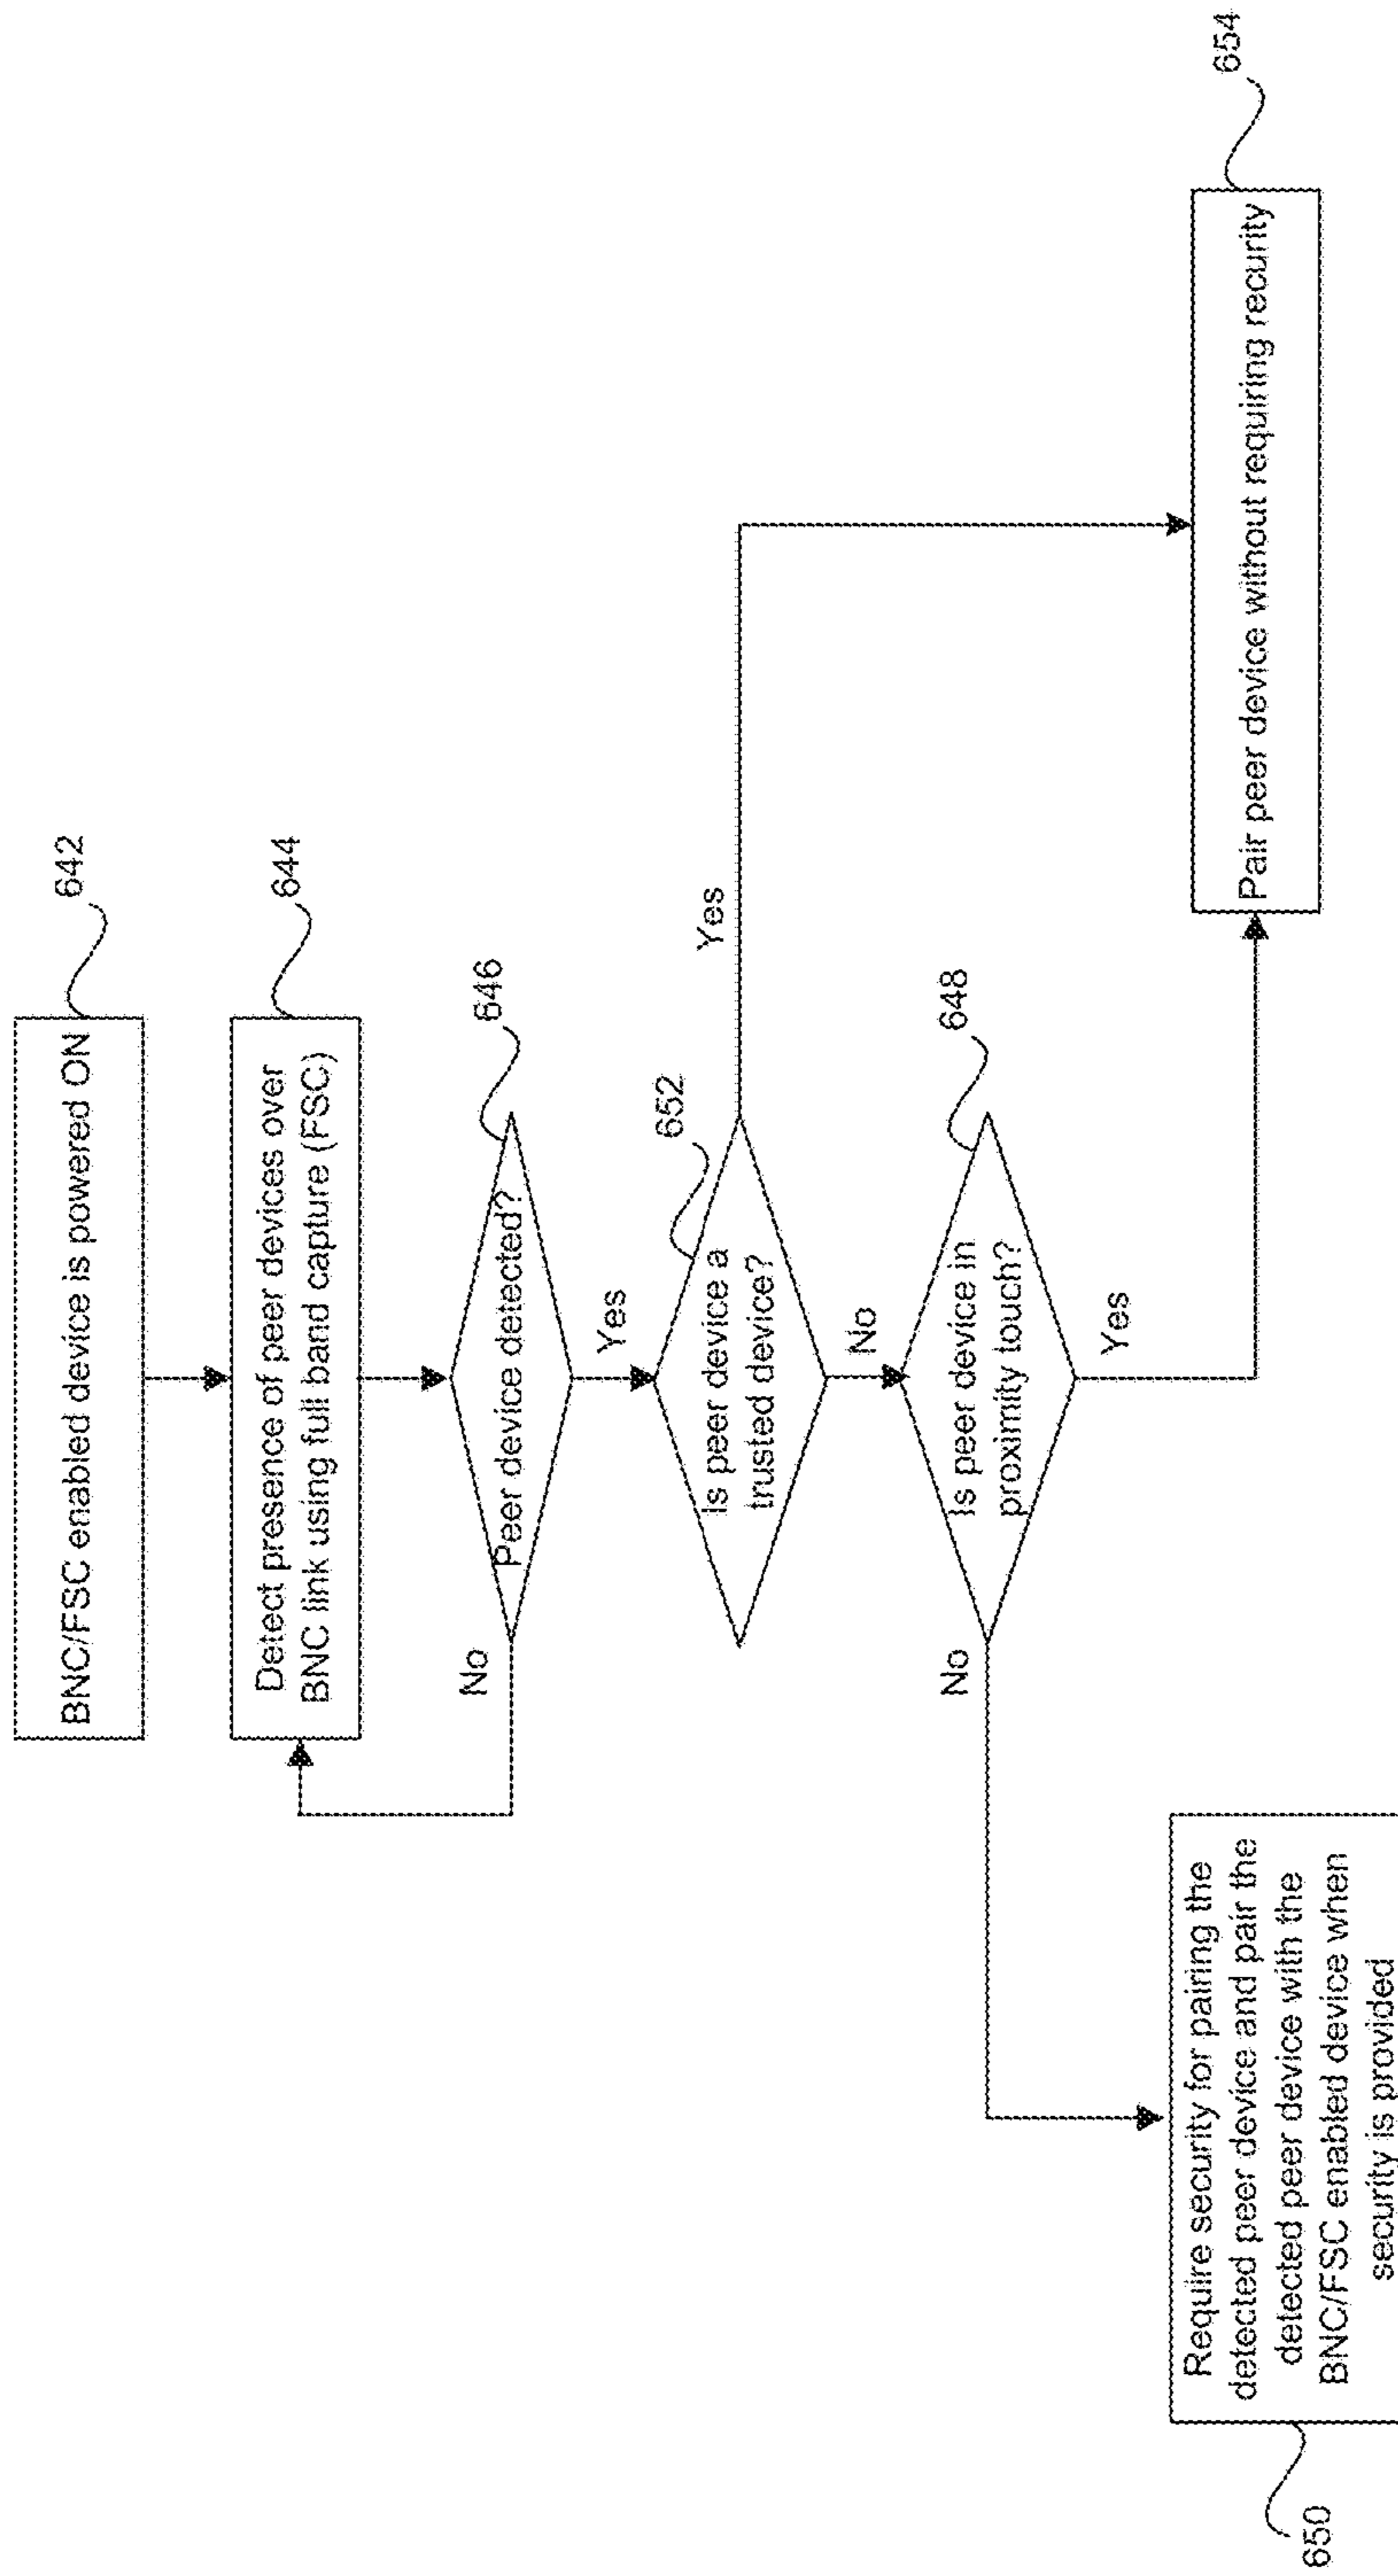 642
BNC/FSC enabled device is powered ON
644
Detect presence of peer devices over
BNC link using full band capture (FSC)
646
Peer device detected?
No
Yes
652
Is peer device a
trusted device?
Yes
No
648
Is peer device in
proximity touch?
No
Yes
650
Require security for pairing the
detected peer device and pair the
detected peer device with the
BNC/FSC enabled device when
security is provided
654
Pair peer device without requiring recurity